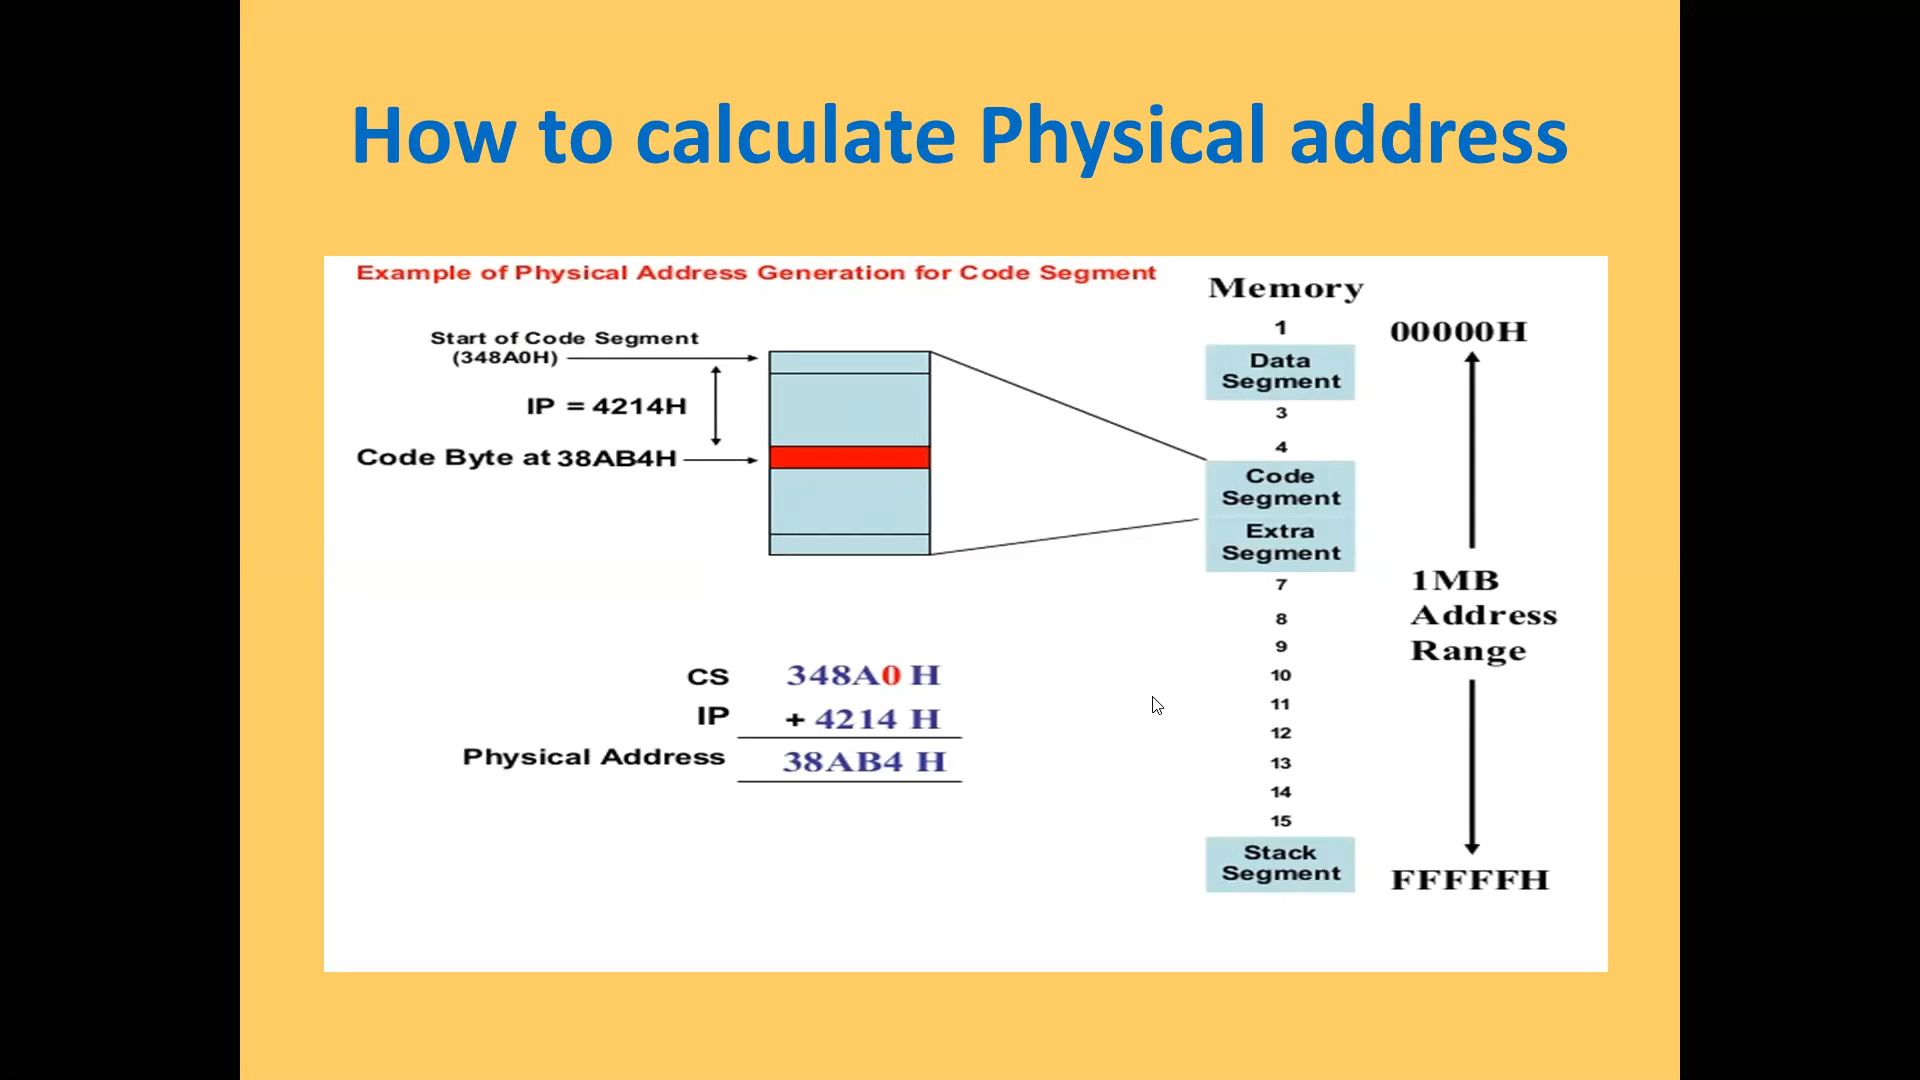 How to calculate Physical address
Example of Physical Address Generation for Code Segment
Start of Code Segment
(348A0H)
IP = 4214H
Code Byte at 38AB4H
CS 348A0 H
IP + 4214 H
Physical Address 38AB4 H
Memory
1
Data
Segment
3
4
Code
Segment
Extra
Segment
7
8
9
10
11
12
13
14
15
Stack
Segment
00000H
1MB
Address
Range
FFFFFH